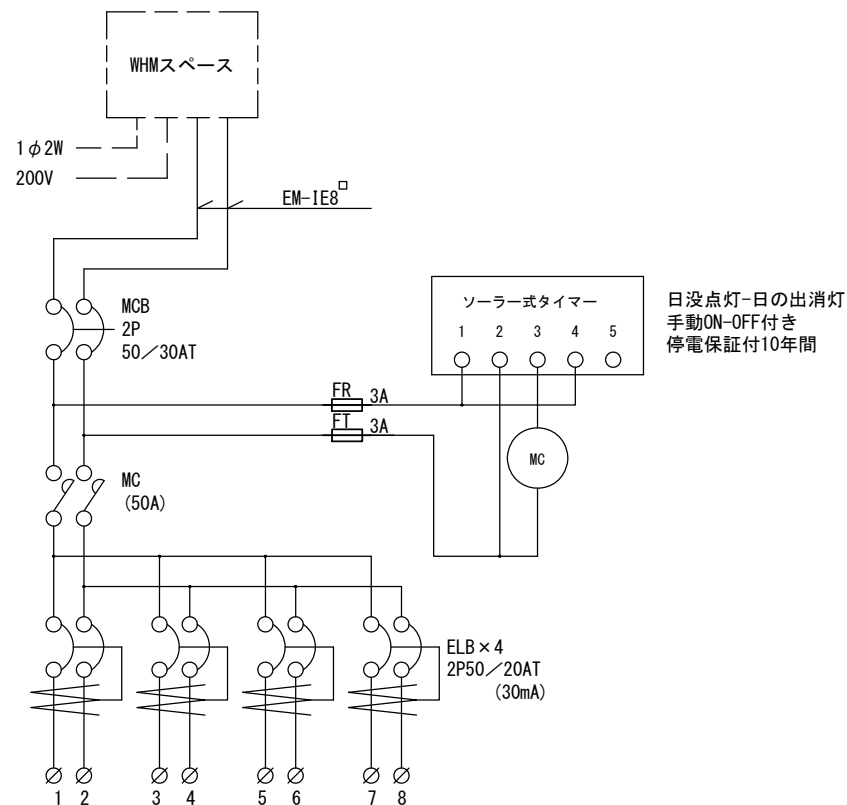 WHMスペース
1φ2W
200V
EM-IE8□
MCB
2P
50／30AT
ソーラー式タイマー
1 2 3 4 5
日没点灯-日の出消灯
手動ON-OFF付き
停電保証付10年間
FR 3A
FT 3A
MC
MC
(50A)
ELB×4
2P50／20AT
(30mA)
1 2 3 4 5 6 7 8